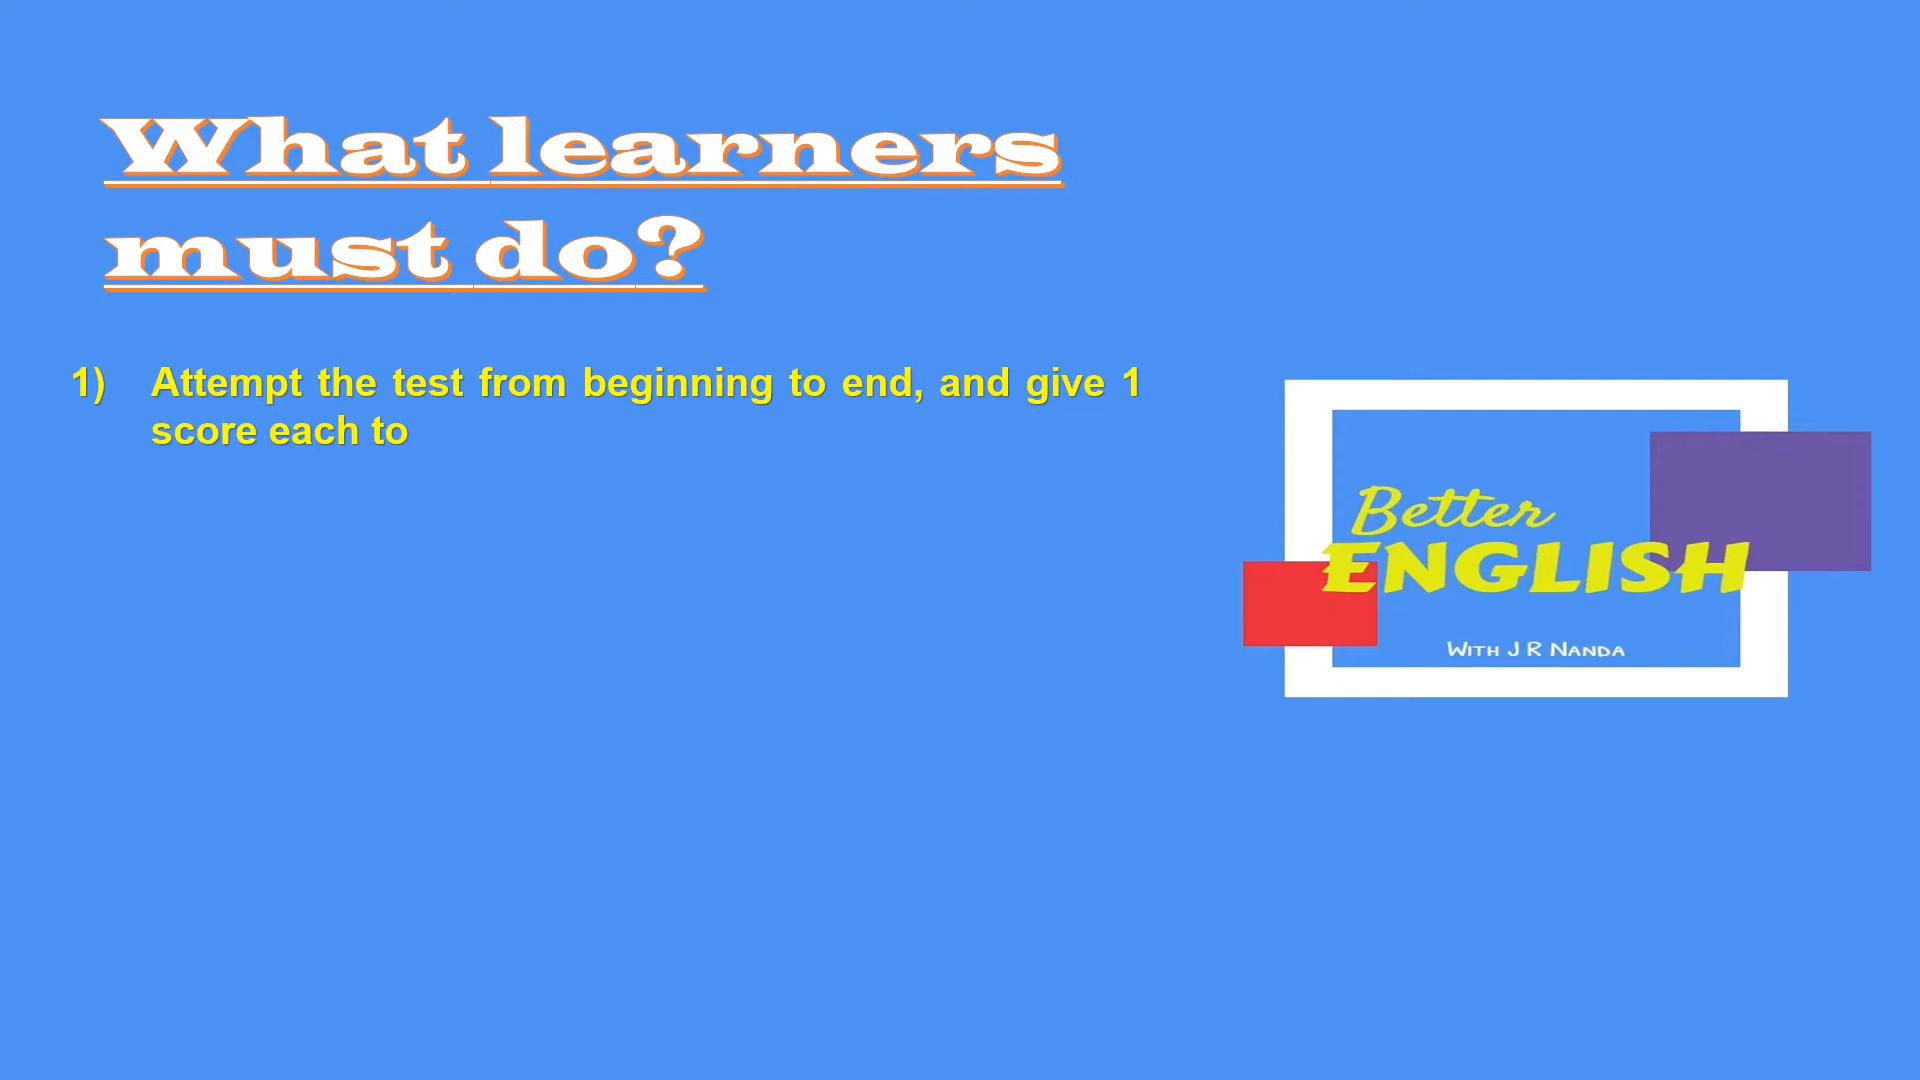 What learners
must do?
1) Attempt the test from beginning to end, and give 1
score each to
Better
ENGLISH
WITH J R NANDA